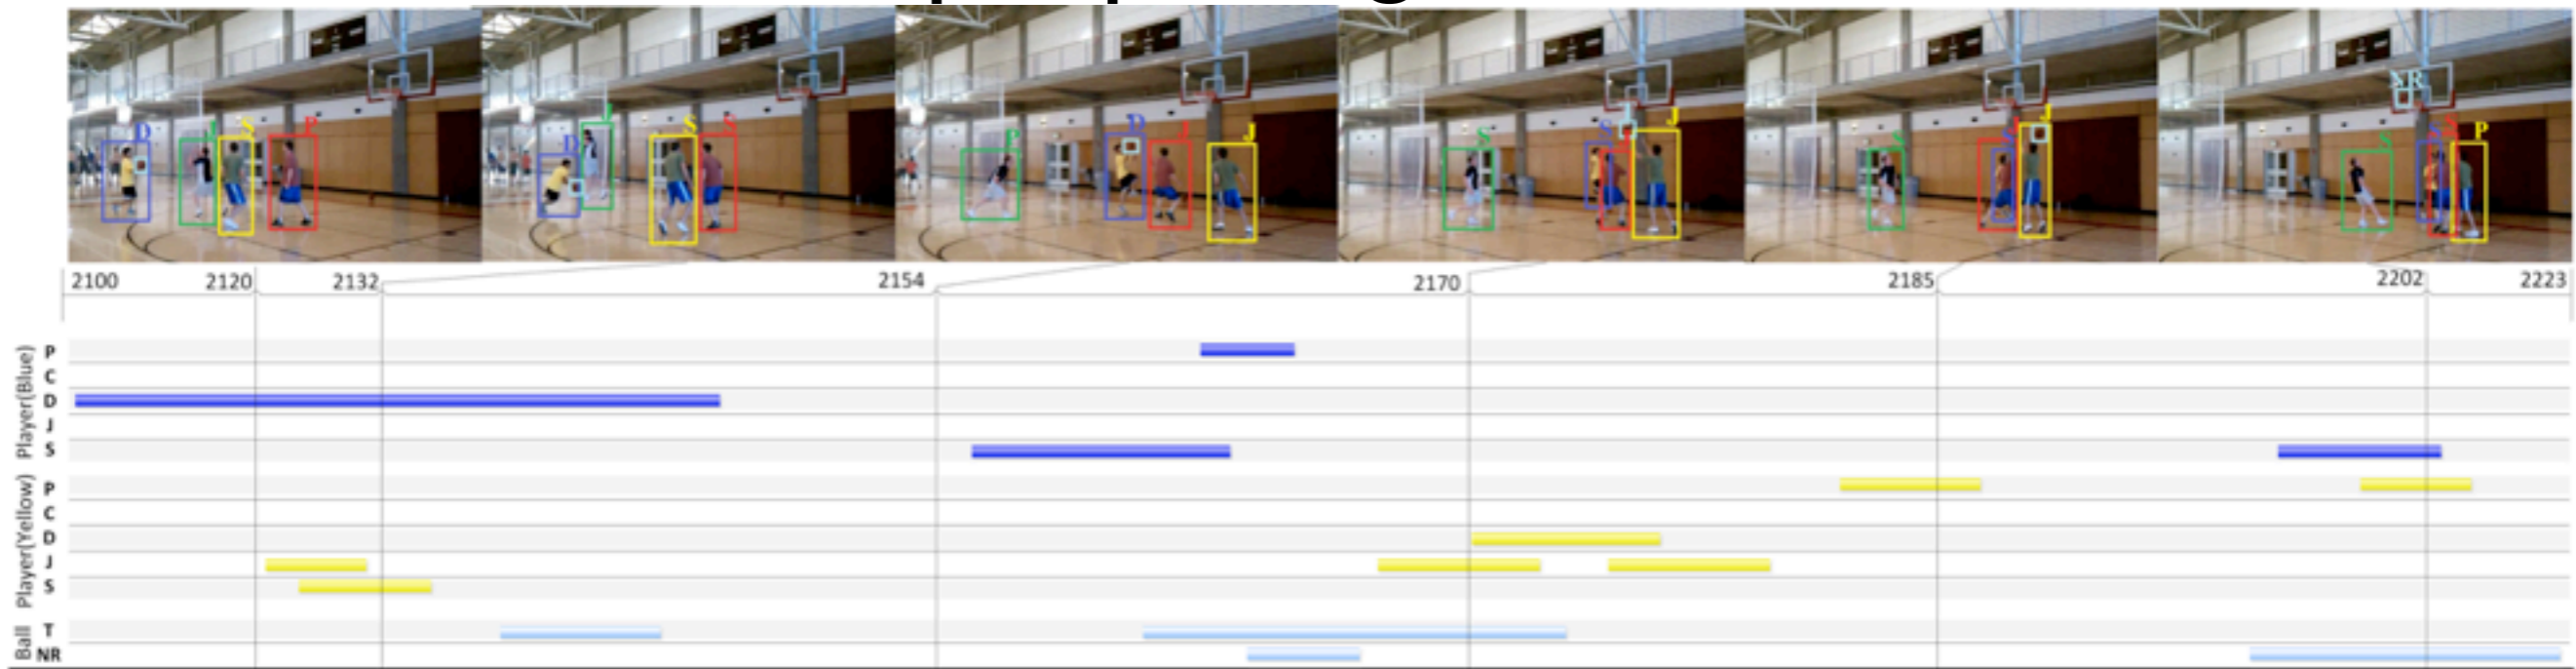 D J S P
D J S S
P D J J
S S J
S S J
NR S S S P
2100 2120 2132 2154 2170 2185 2202 2223
Player(Blue)
P
C
D
J
S
Player(Yellow)
P
C
D
J
S
Ball
T
NR